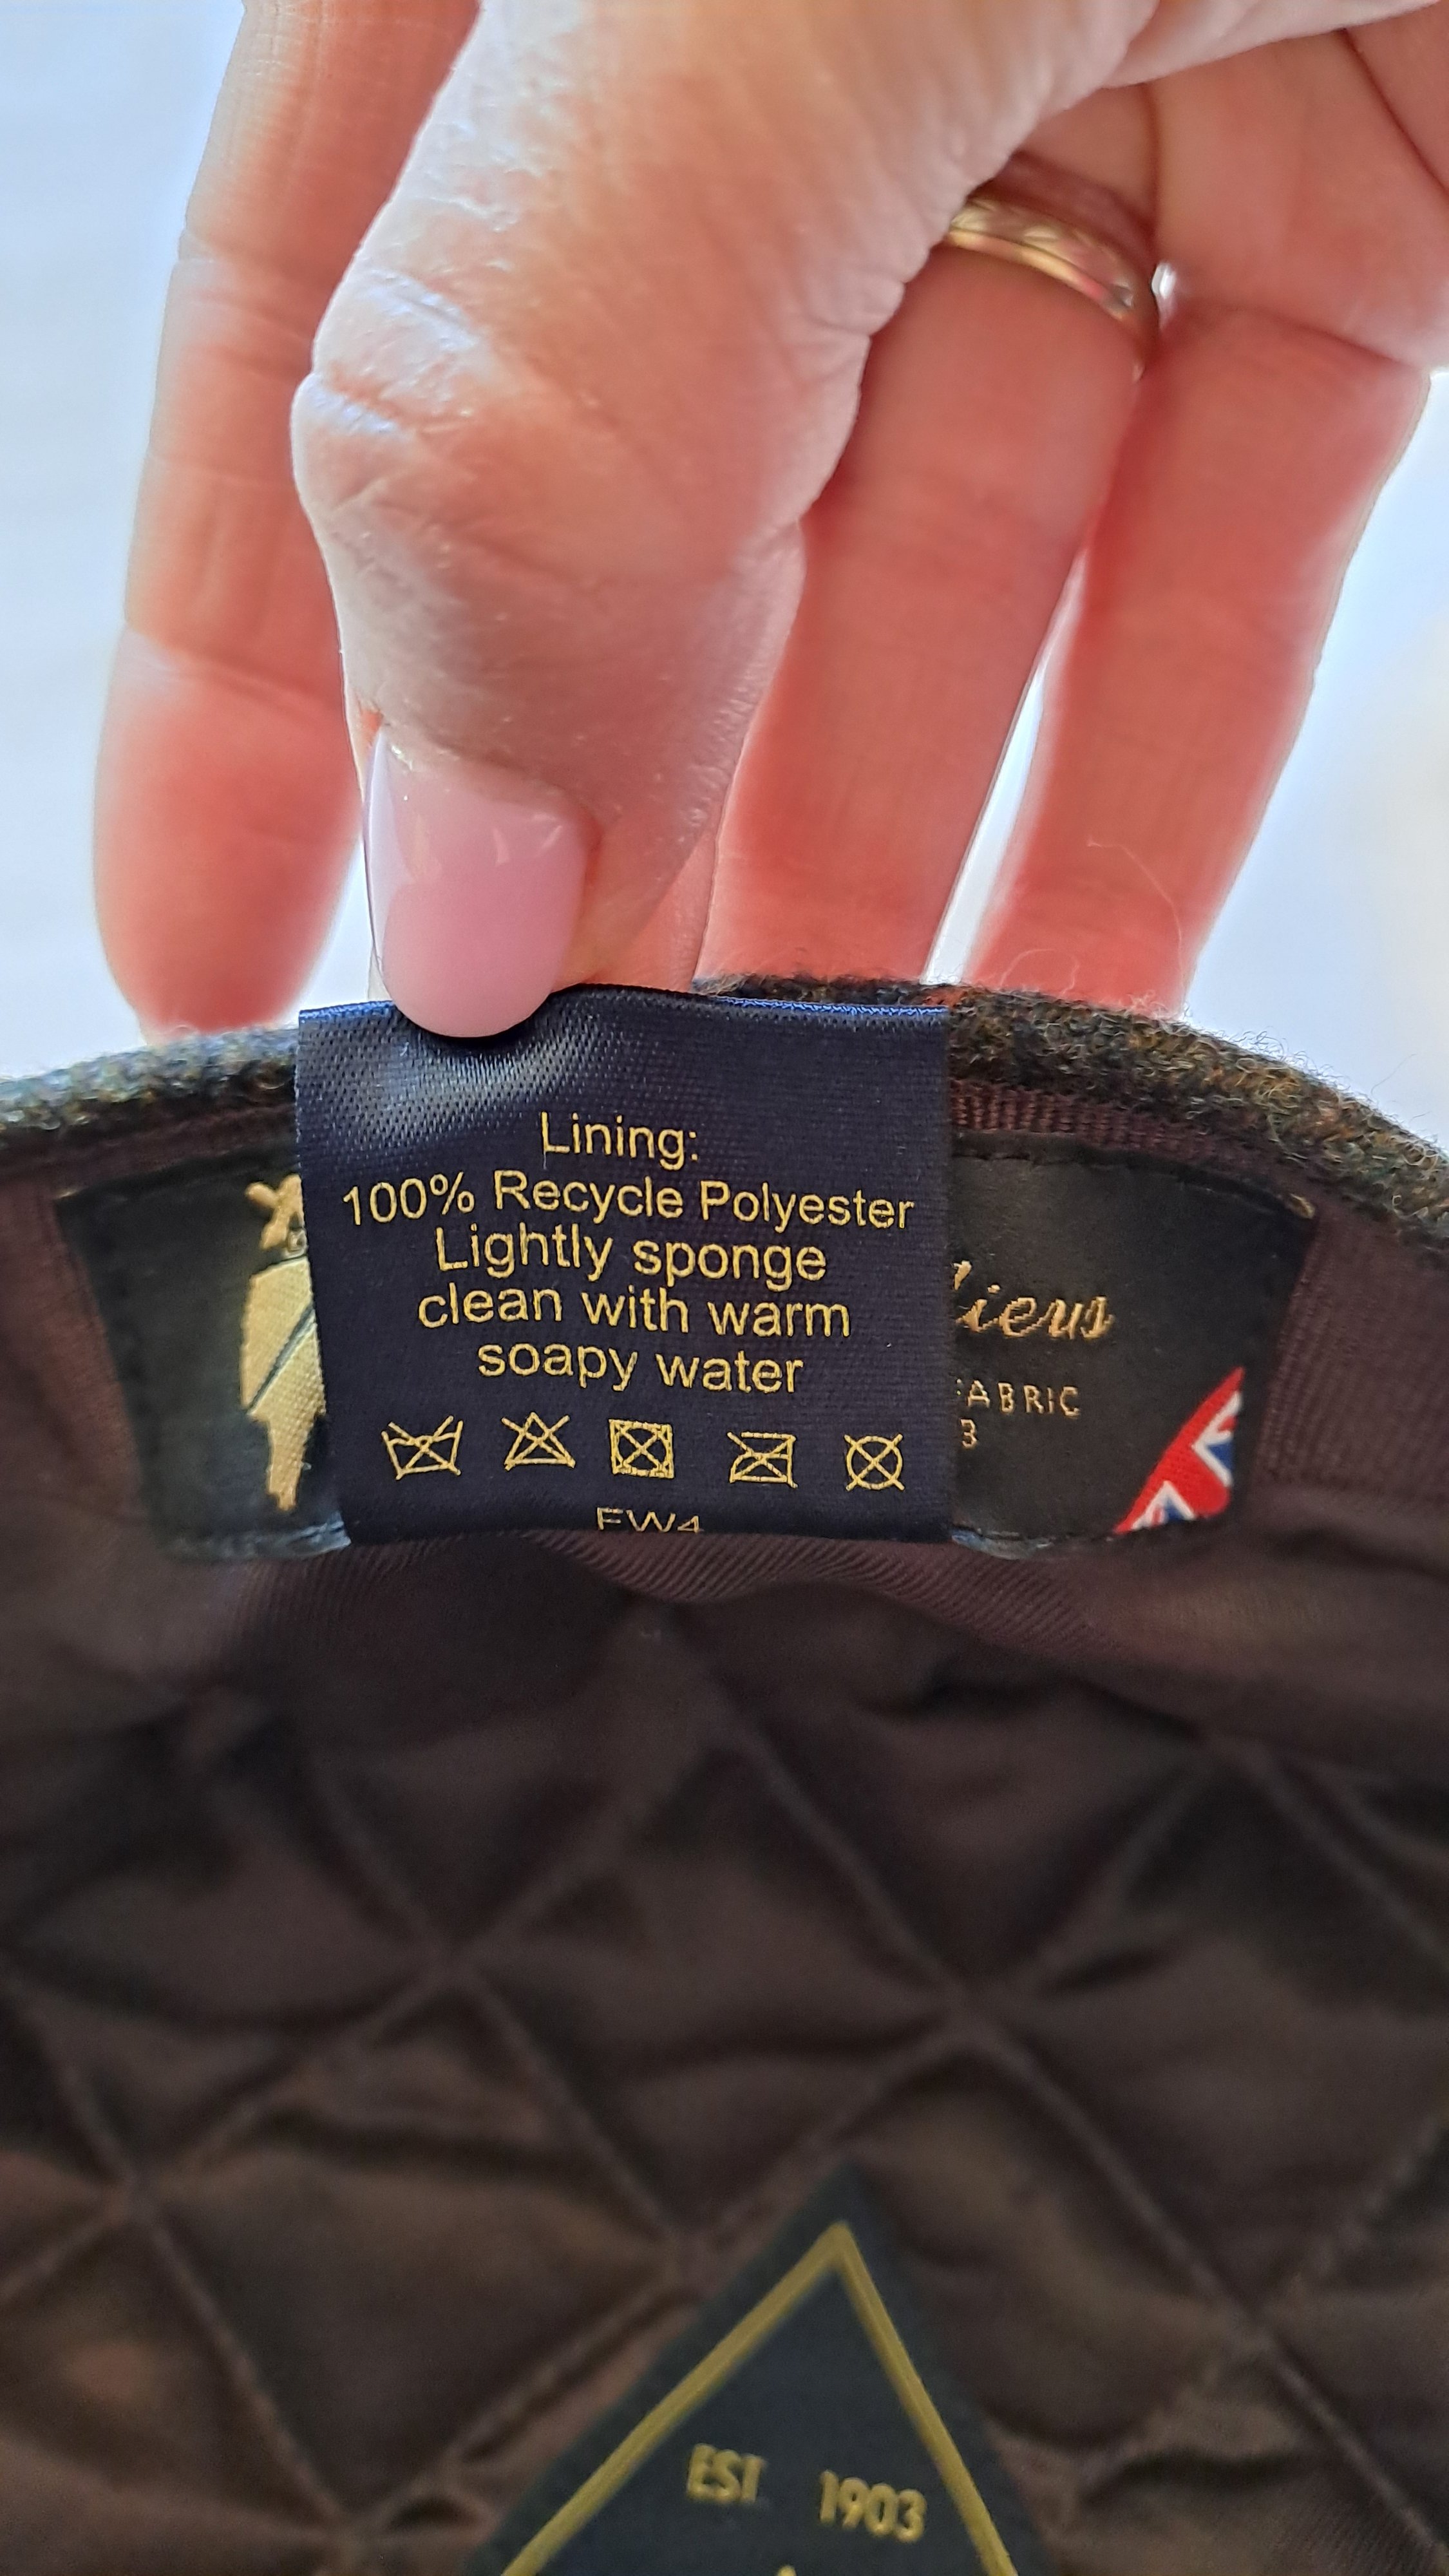 Lining:
100% Recycle Polyester
Lightly sponge
clean with warm
soapy water
FW4
EST 1903